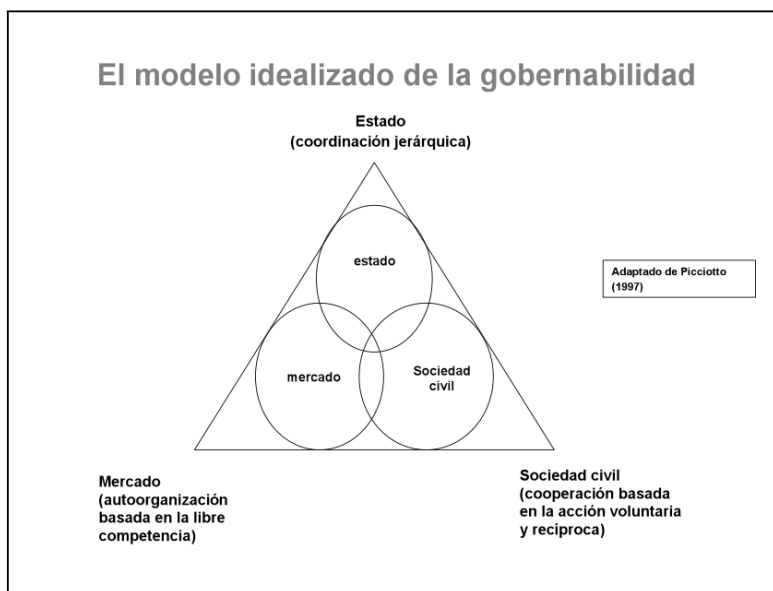 El modelo idealizado de la gobernabilidad
Estado
(coordinación jerárquica)
estado
Adaptado de Picciotto
(1997)
mercado
Sociedad
civil
Mercado
(autoorganización
basada en la libre
competencia)
Sociedad civil
(cooperación basada
en la acción voluntaria
y recíproca)